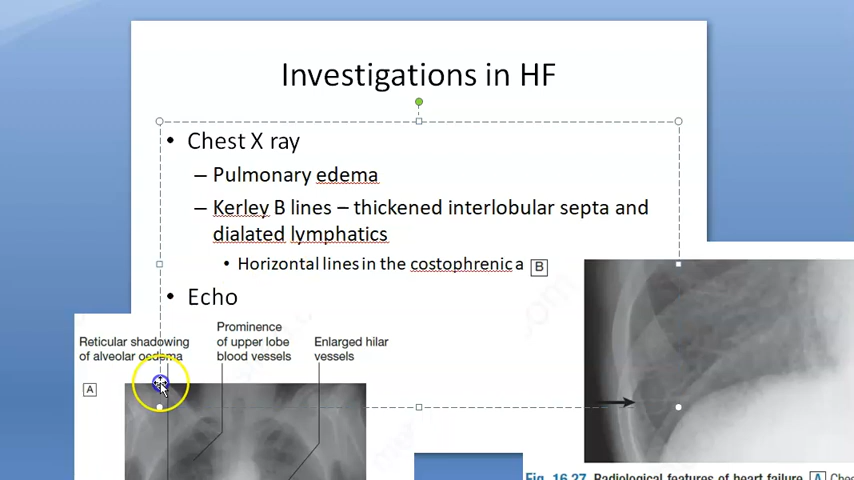 Investigations in HF
• Chest X ray
– Pulmonary edema
– Kerley B lines – thickened interlobular septa and
dialated lymphatics
• Horizontal lines in the costophrenic a
B
• Echo
Reticular shadowing
of alveolar oedema
Prominence
of upper lobe
blood vessels
Enlarged hilar
vessels
A
Fig. 16.27 Radiological features of heart failure. A Ches